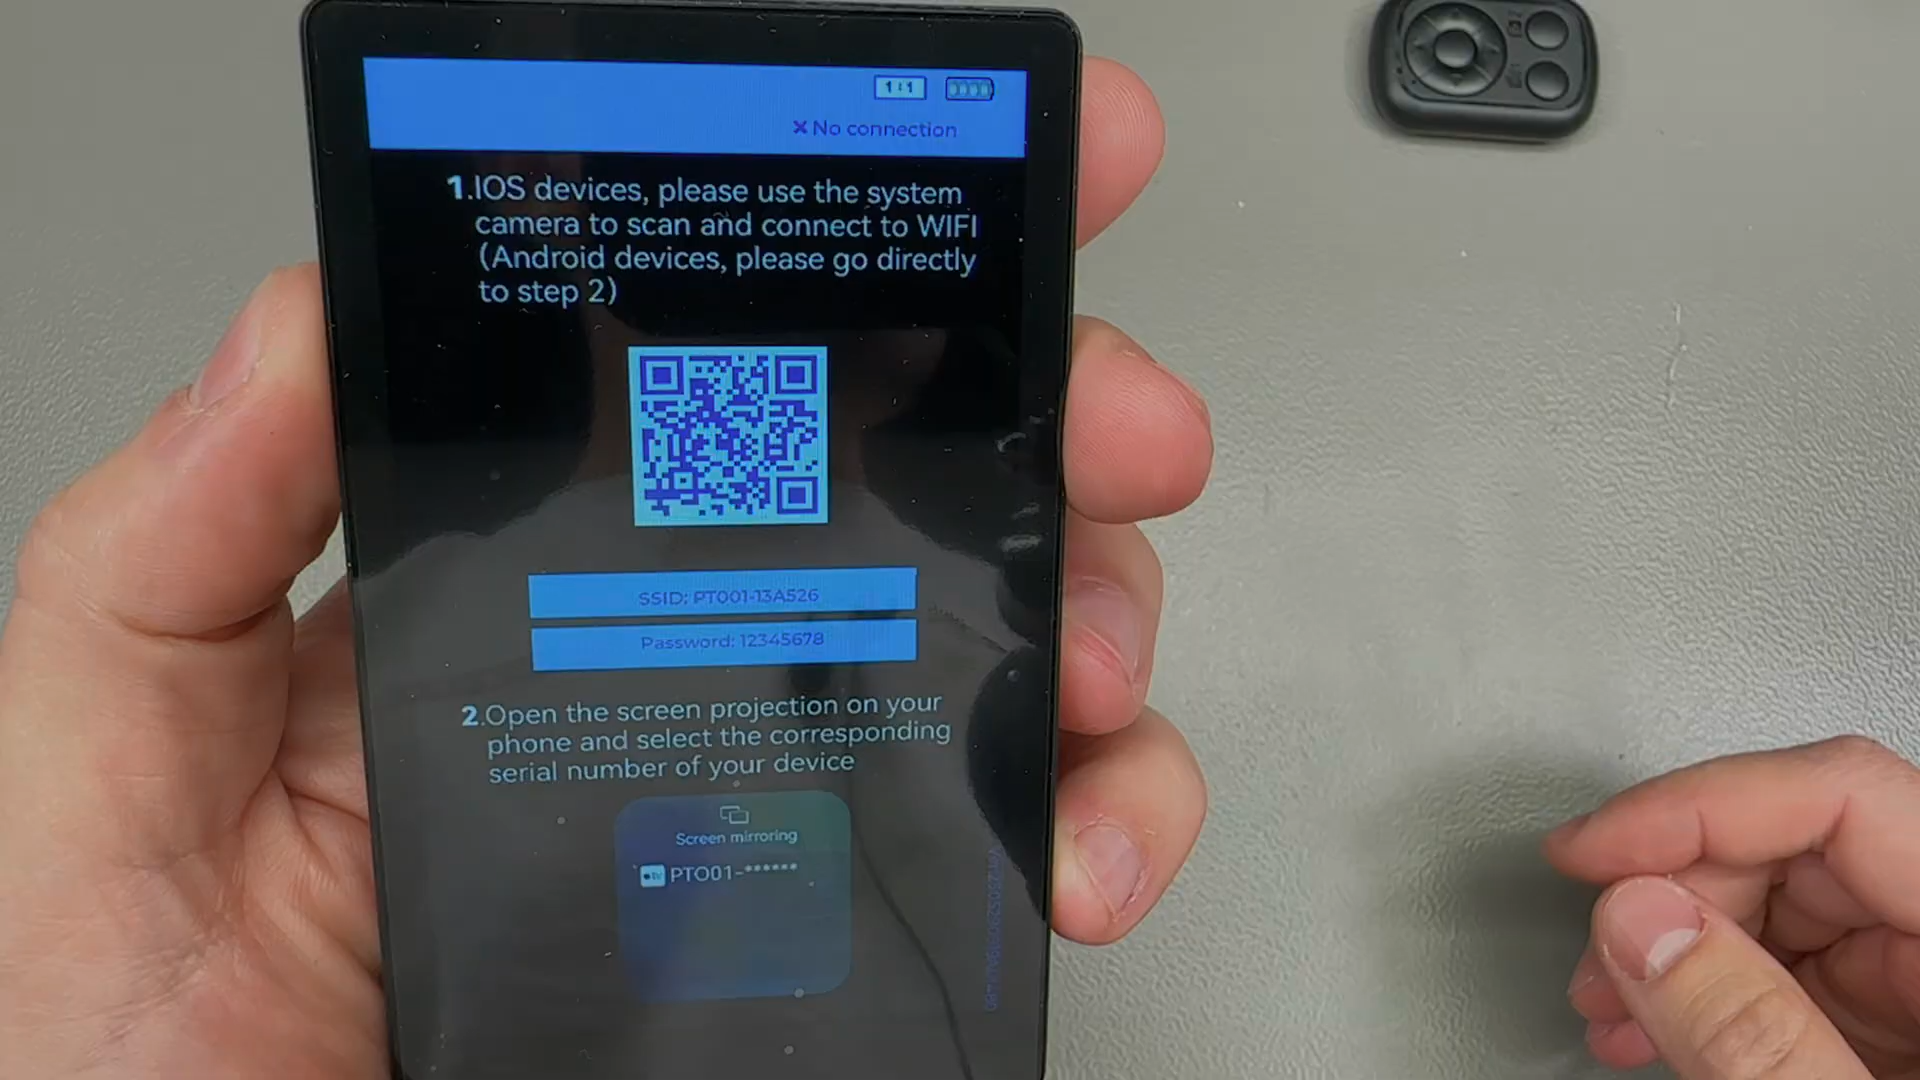 1:1
No connection
1.IOS devices, please use the system
camera to scan and connect to WIFI
(Android devices, please go directly
to step 2)
SSID: PT001-13A526
Password: 12345678
2.Open the screen projection on your
phone and select the corresponding
serial number of your device
Screen mirroring
tv PTO01-******